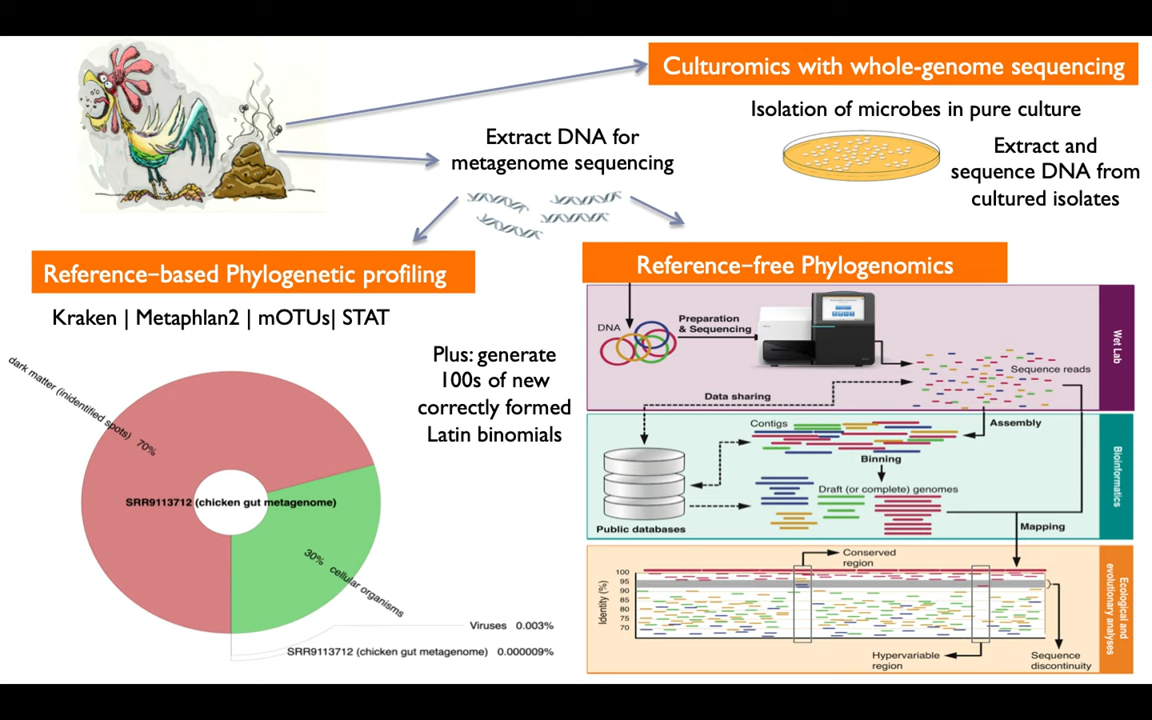 Culturomics with whole-genome sequencing
Isolation of microbes in pure culture
Extract and
sequence DNA from
cultured isolates
Extract DNA for
metagenome sequencing
Reference-based Phylogenetic profiling
Kraken | Metaphlan2 | mOTUs| STAT
Plus: generate
100s of new
correctly formed
Latin binomials
dark matter (inidentified spots) 70%
SRR9113712 (chicken gut metagenome)
30% cellular organisms
Viruses 0.003%
SRR9113712 (chicken gut metagenome) 0.000009%
Reference-free Phylogenomics
DNA
Preparation
& Sequencing
Sequence reads
Data sharing
Wet Lab
Contigs
Assembly
Binning
Draft (or complete) genomes
Public databases
Mapping
Bioinformatics
Conserved
region
Identity (%)
100
95
90
85
80
75
70
Hypervariable
region
Sequence
discontinuity
Ecological and
evolutionary analyses